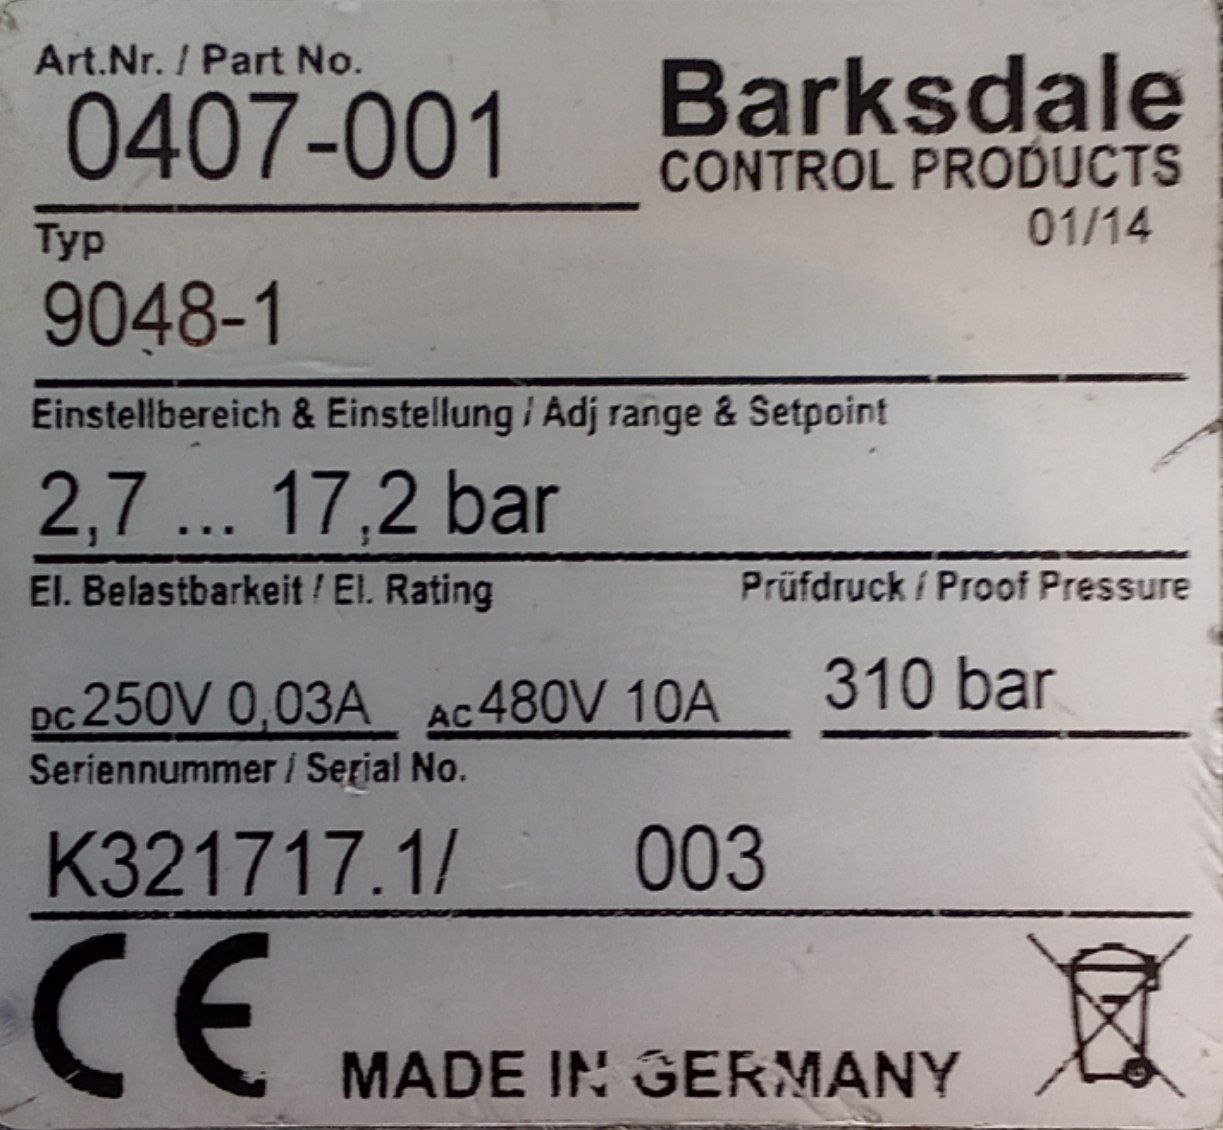 Art.Nr. / Part No.
0407-001
Barksdale
CONTROL PRODUCTS
01/14
Typ
9048-1
Einstellbereich & Einstellung / Adj range & Setpoint
2,7 ... 17,2 bar
El. Belastbarkeit / El. Rating
Prüfdruck / Proof Pressure
DC 250V 0,03A AC 480V 10A
310 bar
Seriennummer / Serial No.
K321717.1/ 003
CE
MADE IN GERMANY